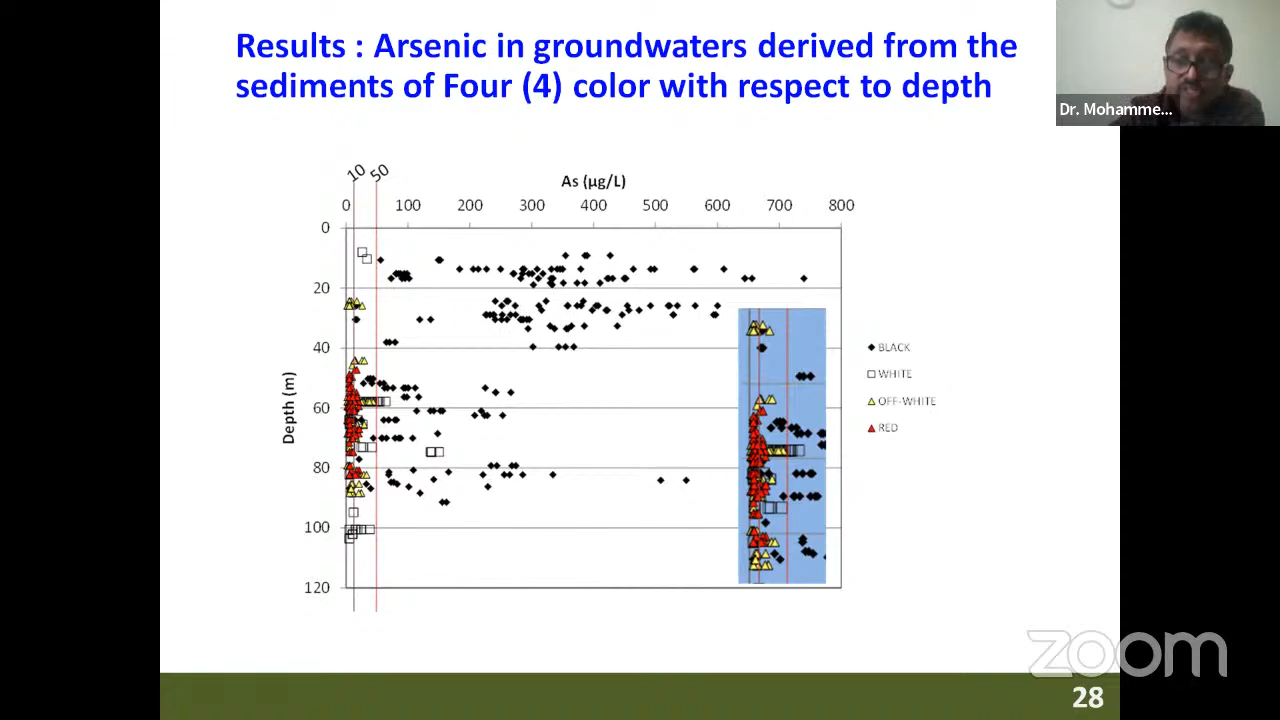 Results : Arsenic in groundwaters derived from the
sediments of Four (4) color with respect to depth
Dr. Mohamme...
10 50
As (µg/L)
0 100 200 300 400 500 600 700 800
0
20
40
60
80
100
120
Depth (m)
BLACK
WHITE
OFF-WHITE
RED
zoom
28